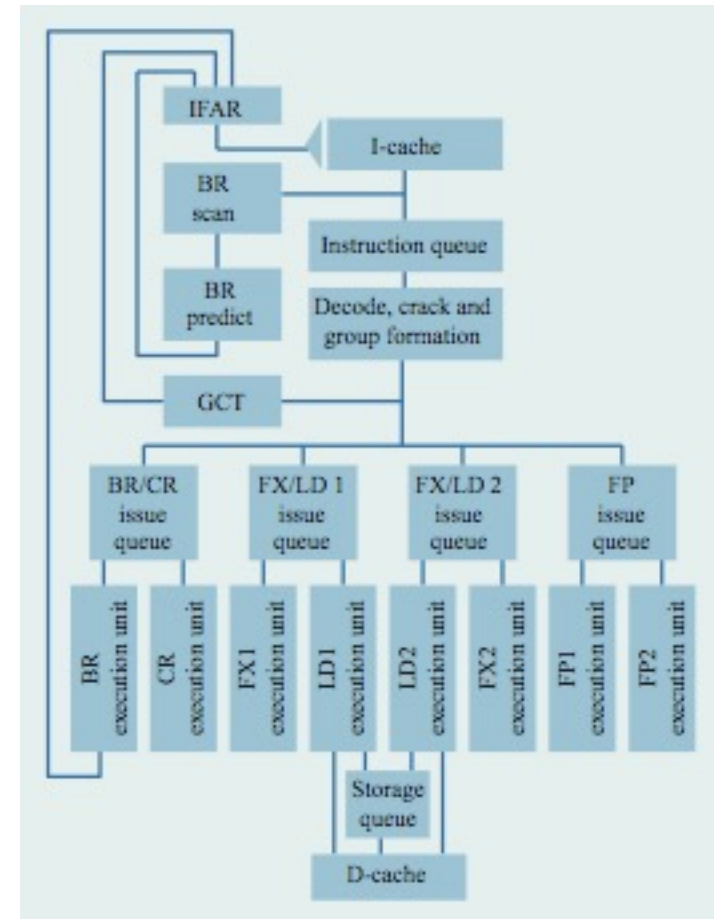 IFAR
I-cache
BR
scan
Instruction queue
BR
predict
Decode, crack and
group formation
GCT
BR/CR
issue
queue
FX/LD 1
issue
queue
FX/LD 2
issue
queue
FP
issue
queue
BR
execution unit
CR
execution unit
FX1
execution unit
LD1
execution unit
LD2
execution unit
FX2
execution unit
FP1
execution unit
FP2
execution unit
Storage
queue
D-cache